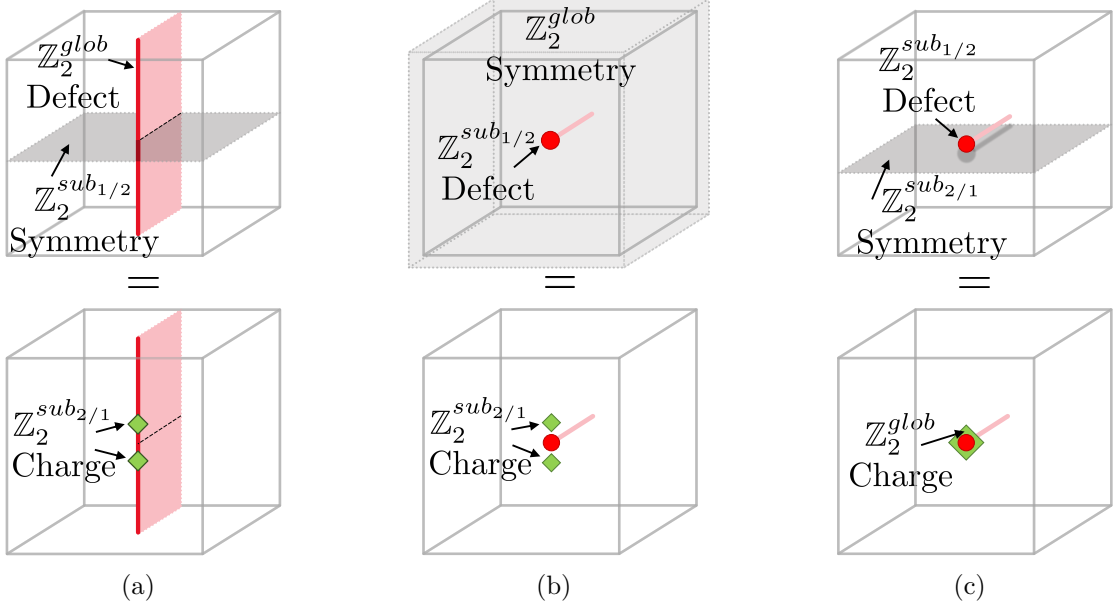 ℤ₂^{glob}
Defect
ℤ₂^{sub_{1/2}}
Symmetry
=
ℤ₂^{sub_{2/1}}
Charge
(a)
ℤ₂^{glob}
Symmetry
ℤ₂^{sub_{1/2}}
Defect
=
ℤ₂^{sub_{2/1}}
Charge
(b)
ℤ₂^{sub_{1/2}}
Defect
ℤ₂^{sub_{2/1}}
Symmetry
=
ℤ₂^{glob}
Charge
(c)